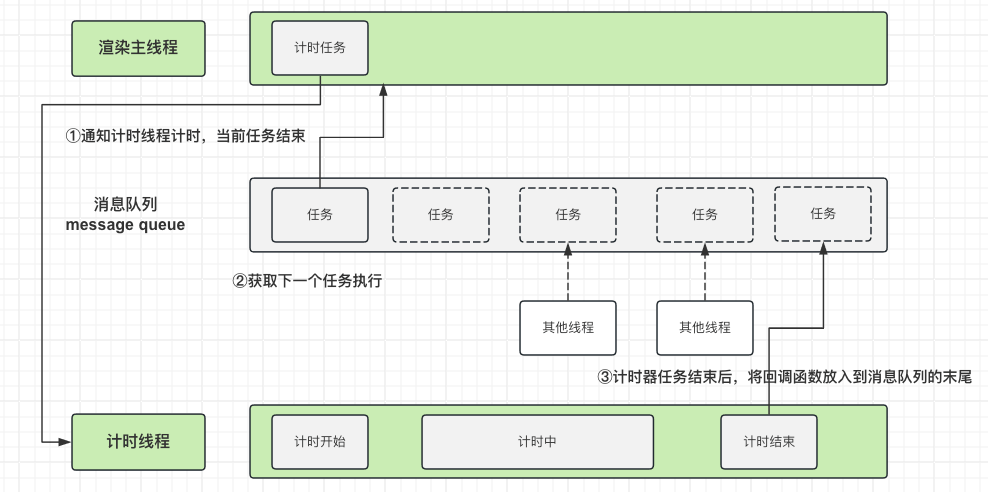 渲染主线程
计时任务
①通知计时线程计时，当前任务结束
消息队列
message queue
任务
任务
任务
任务
任务
②获取下一个任务执行
其他线程
其他线程
③计时器任务结束后，将回调函数放入到消息队列的末尾
计时线程
计时开始
计时中
计时结束